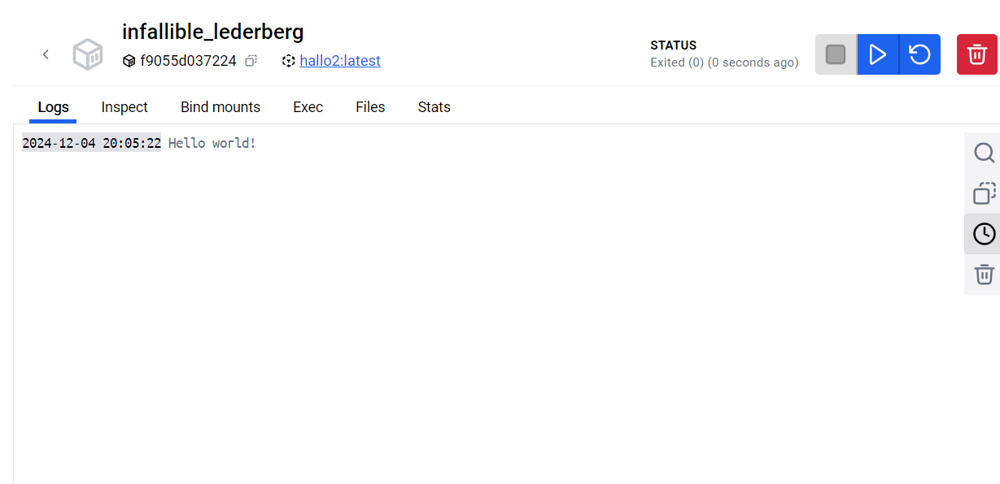 infallible_lederberg
f9055d037224 hallo2:latest
STATUS
Exited (0) (0 seconds ago)
Logs Inspect Bind mounts Exec Files Stats
2024-12-04 20:05:22 Hello world!